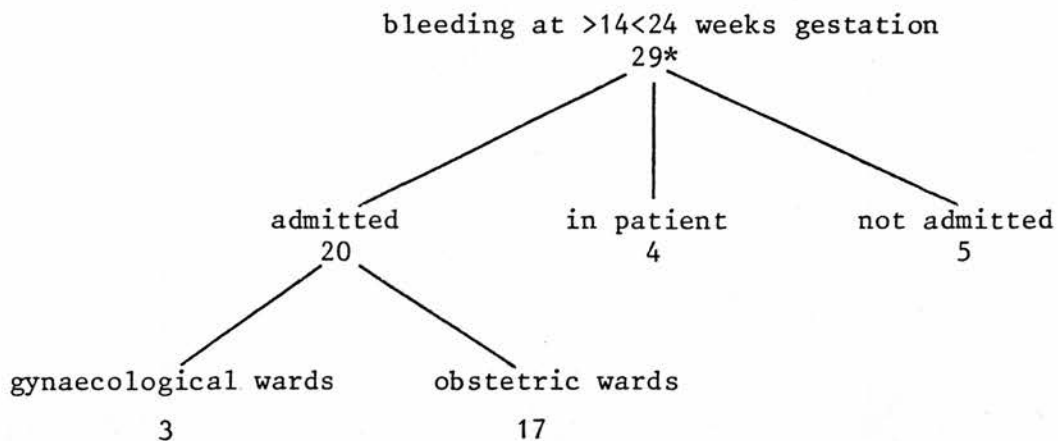 bleeding at >14<24 weeks gestation
29*
admitted in patient not admitted
20 4 5
gynaecological wards obstetric wards
3 17